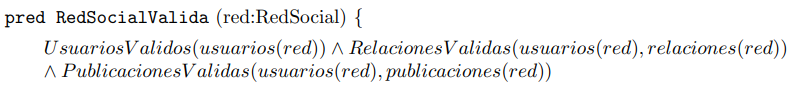 pred RedSocialValida (red:RedSocial) {
UsuariosValidos(usuarios(red)) ∧ RelacionesValidas(usuarios(red), relaciones(red))
∧ PublicacionesValidas(usuarios(red), publicaciones(red))